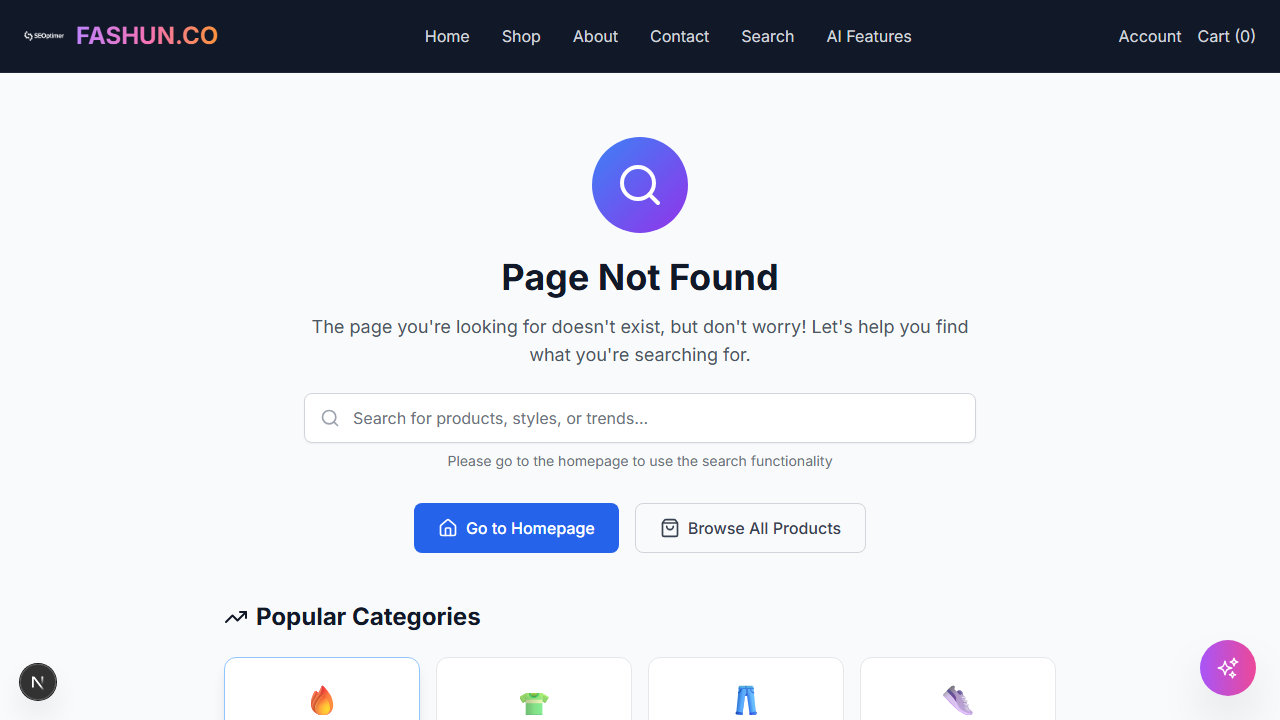 SEOptimer
FASHUN.CO
Home
Shop
About
Contact
Search
AI Features
Account
Cart (0)
Page Not Found
The page you're looking for doesn't exist, but don't worry! Let's help you find
what you're searching for.
Search for products, styles, or trends...
Please go to the homepage to use the search functionality
Go to Homepage
Browse All Products
Popular Categories
N